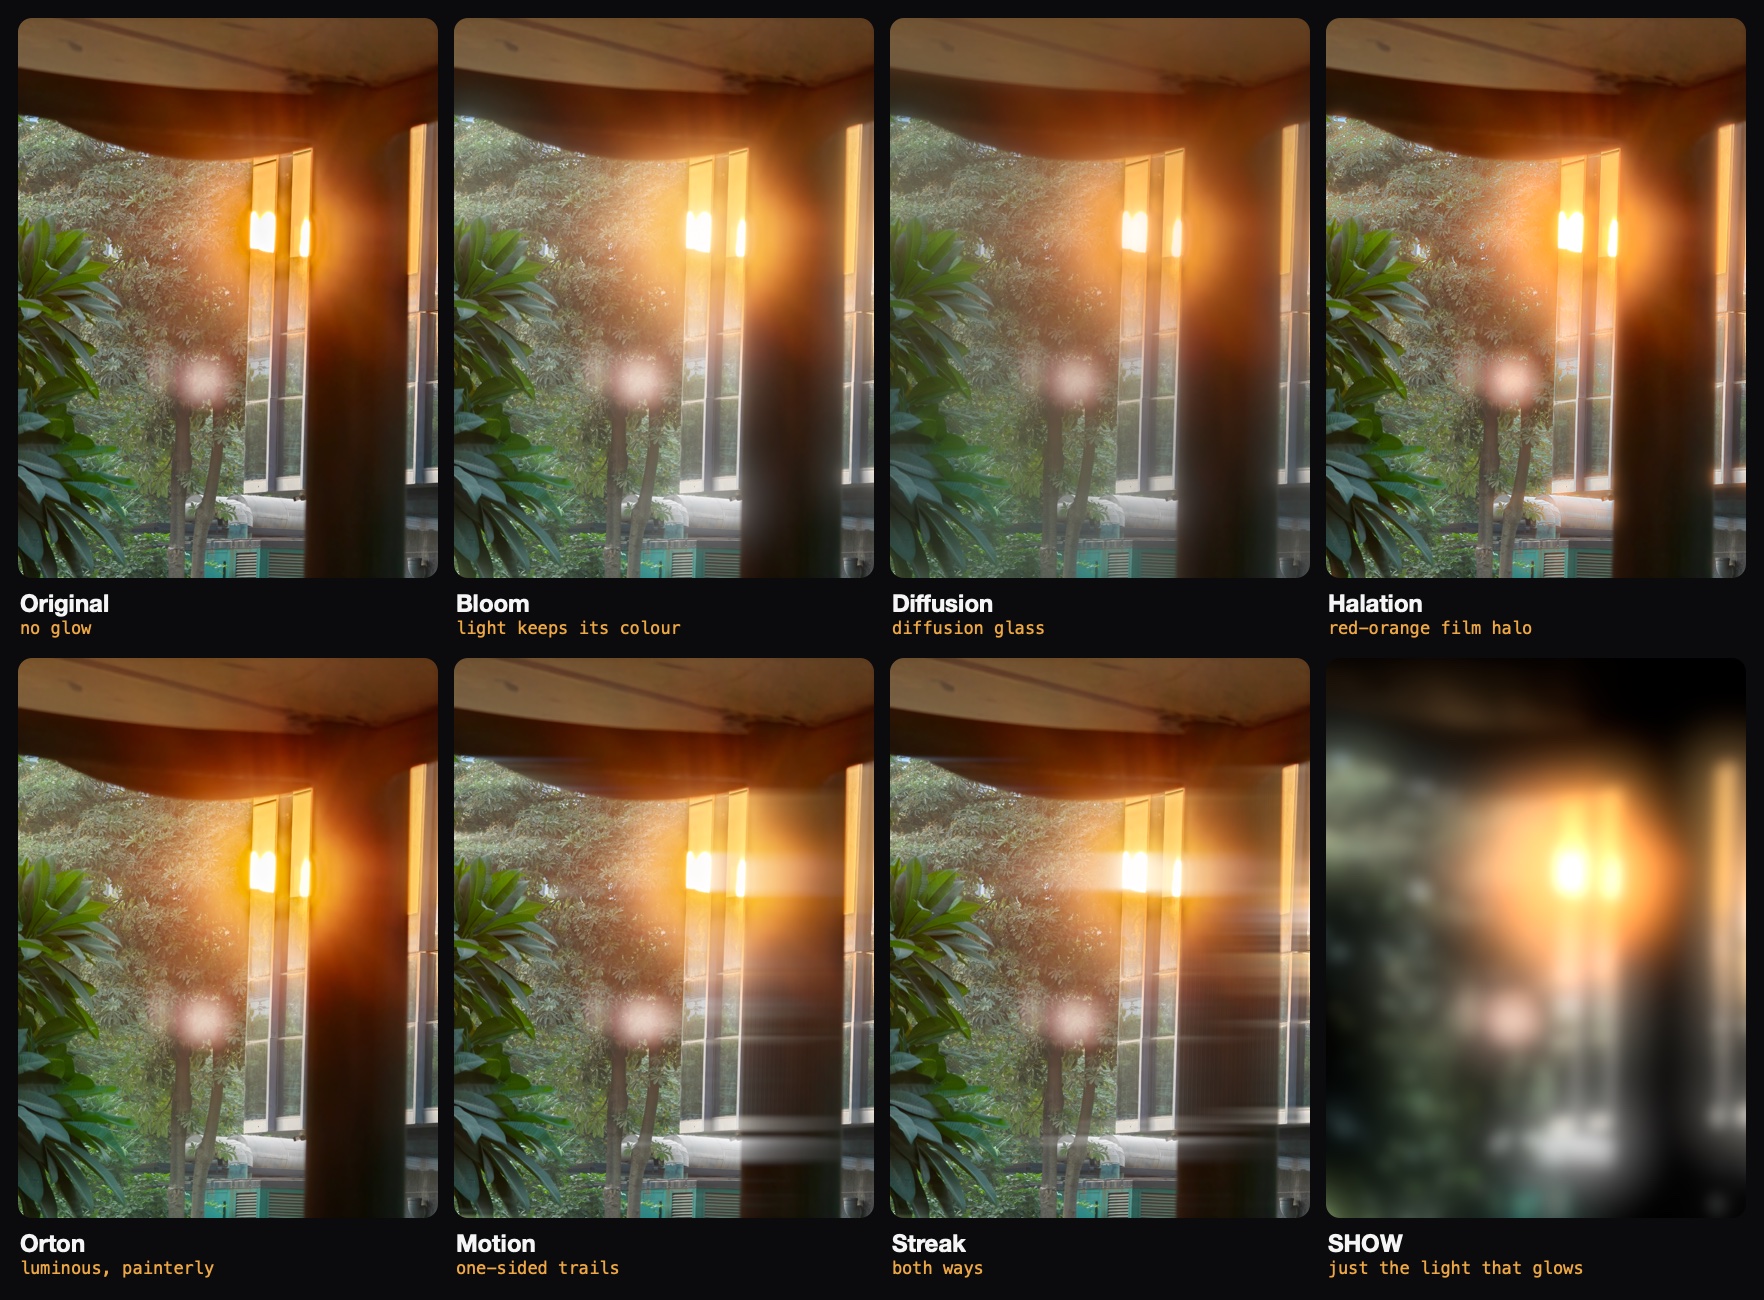 Original
no glow
Bloom
light keeps its colour
Diffusion
diffusion glass
Halation
red-orange film halo
Orton
luminous, painterly
Motion
one-sided trails
Streak
both ways
SHOW
just the light that glows